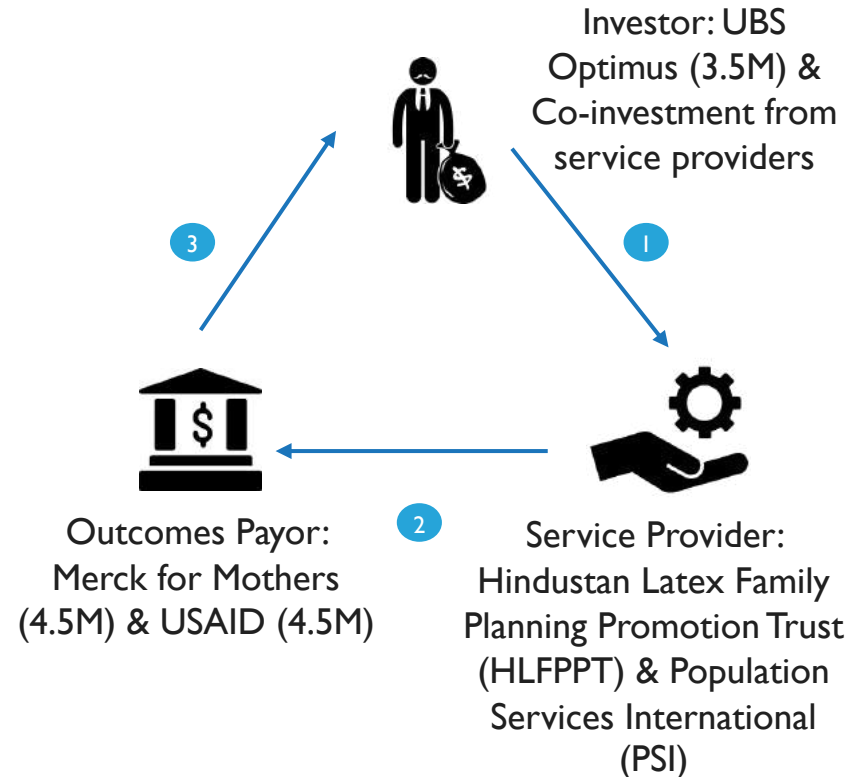 Investor: UBS
Optimus (3.5M) &
Co-investment from
service providers
$
3
1
$
2
Outcomes Payor:
Merck for Mothers
(4.5M) & USAID (4.5M)
Service Provider:
Hindustan Latex Family
Planning Promotion Trust
(HLFPPT) & Population
Services International
(PSI)